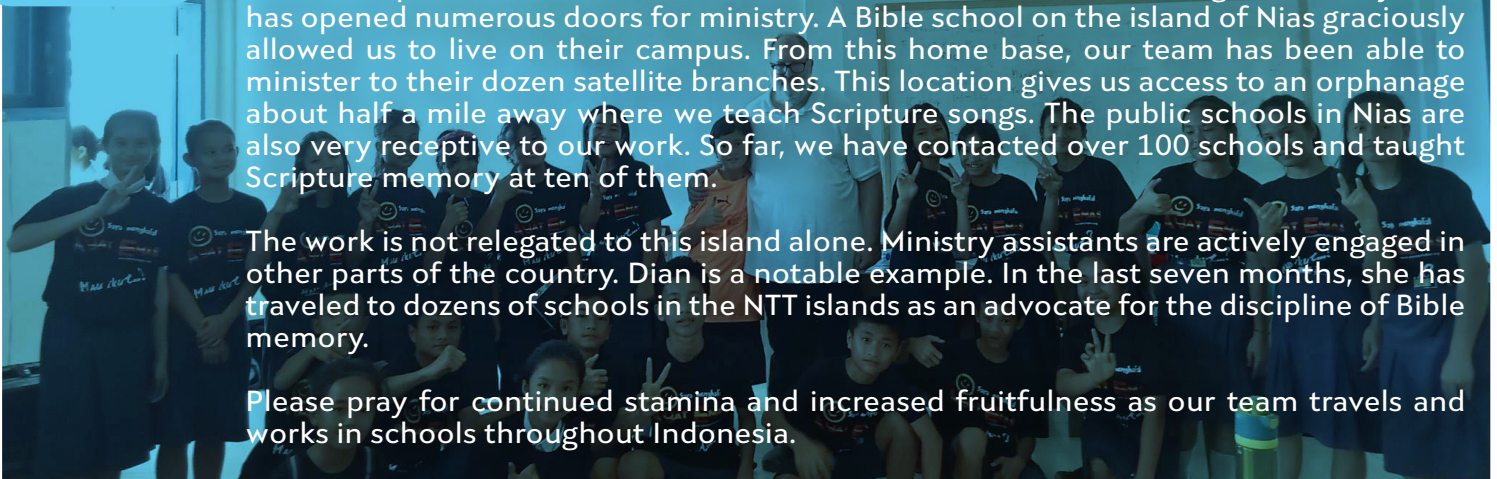 has opened numerous doors for ministry. A Bible school on the island of Nias graciously
allowed us to live on their campus. From this home base, our team has been able to
minister to their dozen satellite branches. This location gives us access to an orphanage
about half a mile away where we teach Scripture songs. The public schools in Nias are
also very receptive to our work. So far, we have contacted over 100 schools and taught
Scripture memory at ten of them.
The work is not relegated to this island alone. Ministry assistants are actively engaged in
other parts of the country. Dian is a notable example. In the last seven months, she has
traveled to dozens of schools in the NTT islands as an advocate for the discipline of Bible
memory.
Please pray for continued stamina and increased fruitfulness as our team travels and
works in schools throughout Indonesia.